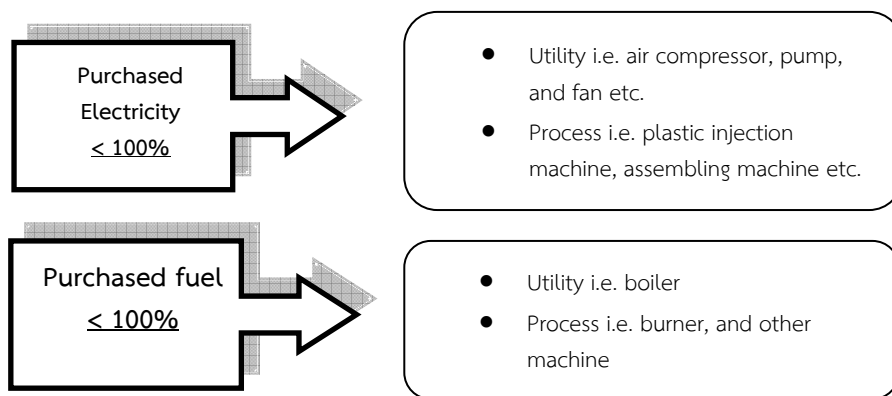 Purchased
Electricity
< 100%
● Utility i.e. air compressor, pump,
and fan etc.
● Process i.e. plastic injection
machine, assembling machine etc.
Purchased fuel
< 100%
● Utility i.e. boiler
● Process i.e. burner, and other
machine